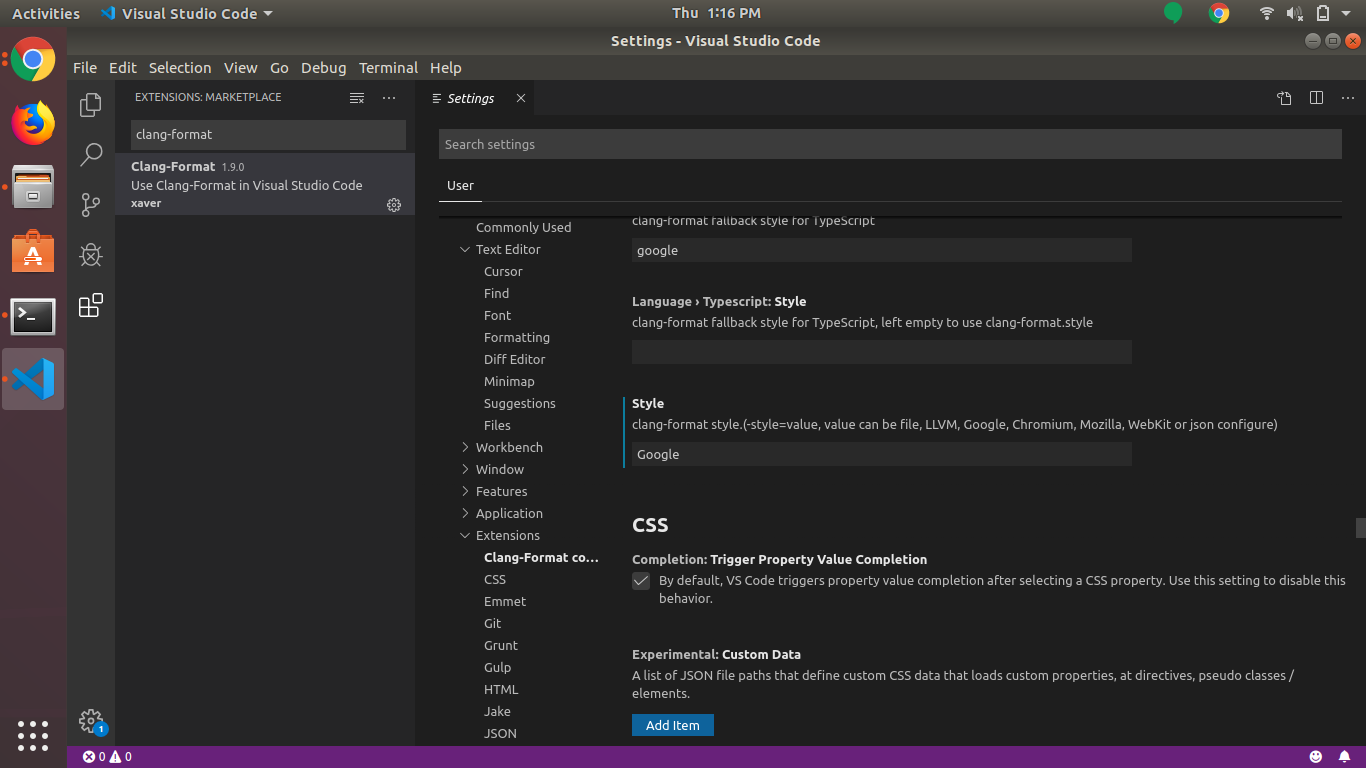 Activities
Visual Studio Code
Thu 1:16 PM
Settings - Visual Studio Code
File Edit Selection View Go Debug Terminal Help
EXTENSIONS: MARKETPLACE
clang-format
Clang-Format 1.9.0
Use Clang-Format in Visual Studio Code
xaver
Settings
Search settings
User
Commonly Used
Text Editor
Cursor
Find
Font
Formatting
Diff Editor
Minimap
Suggestions
Files
Workbench
Window
Features
Application
Extensions
Clang-Format co...
CSS
Emmet
Git
Grunt
Gulp
HTML
Jake
JSON
clang-format fallback style for TypeScript
google
Language › Typescript: Style
clang-format fallback style for TypeScript, left empty to use clang-format.style
Style
clang-format style.(-style=value, value can be file, LLVM, Google, Chromium, Mozilla, WebKit or json configure)
Google
CSS
Completion: Trigger Property Value Completion
By default, VS Code triggers property value completion after selecting a CSS property. Use this setting to disable this
behavior.
Experimental: Custom Data
A list of JSON file paths that define custom CSS data that loads custom properties, at directives, pseudo classes /
elements.
Add Item
1
0 0